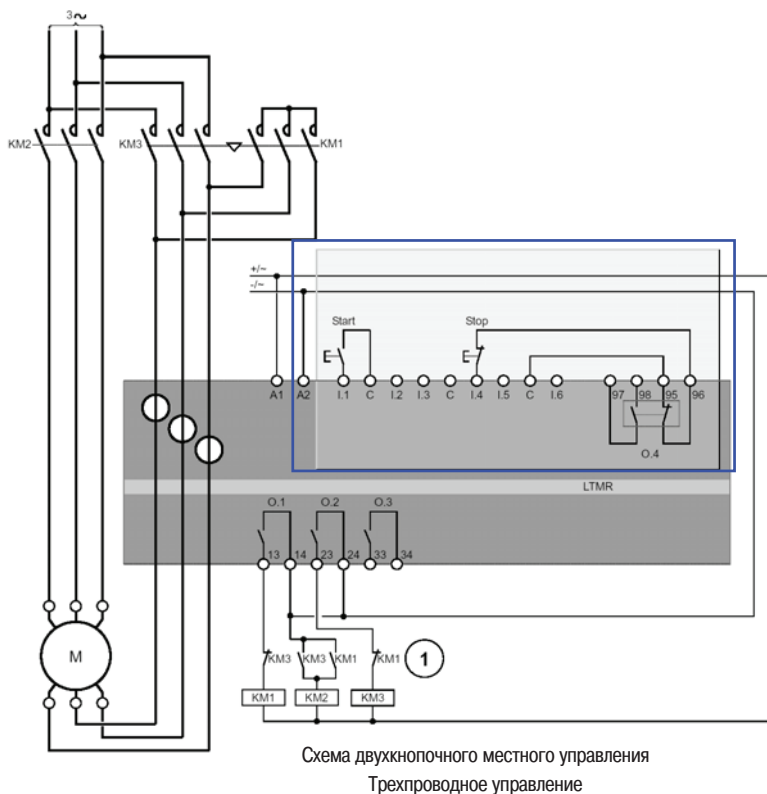 3~
KM2
KM3
KM1
+/~
-/~
Start
Stop
A1 A2 I.1 C I.2 I.3 C I.4 I.5 C I.6 97 98 95 96
O.4
LTMR
O.1 O.2 O.3
13 14 23 24 33 34
KM3 KM3 KM1 KM1 1
M
KM1 KM2 KM3
Схема двухкнопочного местного управления
Трехпроводное управление